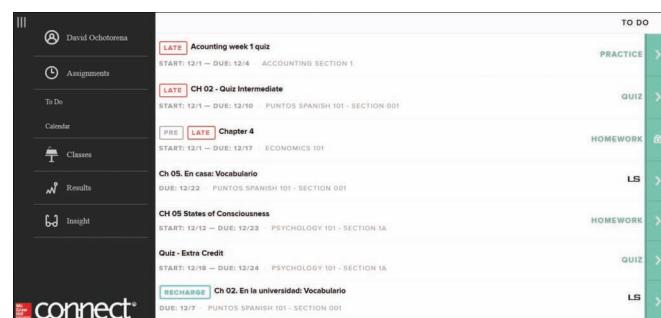 TO DO
David Ochotorena
Assignments
To Do
Calendar
Classes
Results
Insight
LATE Acounting week 1 quiz
START: 12/1 — DUE: 12/4 · ACCOUNTING SECTION 1
PRACTICE
LATE CH 02 - Quiz Intermediate
START: 12/1 — DUE: 12/10 · PUNTOS SPANISH 101 - SECTION 001
QUIZ
PRE LATE Chapter 4
START: 12/1 — DUE: 12/17 · ECONOMICS 101
HOMEWORK
Ch 05. En casa: Vocabulario
DUE: 12/22 · PUNTOS SPANISH 101 - SECTION 001
LS
CH 05 States of Consciousness
START: 12/12 — DUE: 12/23 · PSYCHOLOGY 101 - SECTION 1A
HOMEWORK
Quiz - Extra Credit
START: 12/18 — DUE: 12/24 · PSYCHOLOGY 101 - SECTION 1A
QUIZ
RECHARGE Ch 02. En la universidad: Vocabulario
DUE: 12/7 · PUNTOS SPANISH 101 - SECTION 001
LS
Mc
Graw
connect®